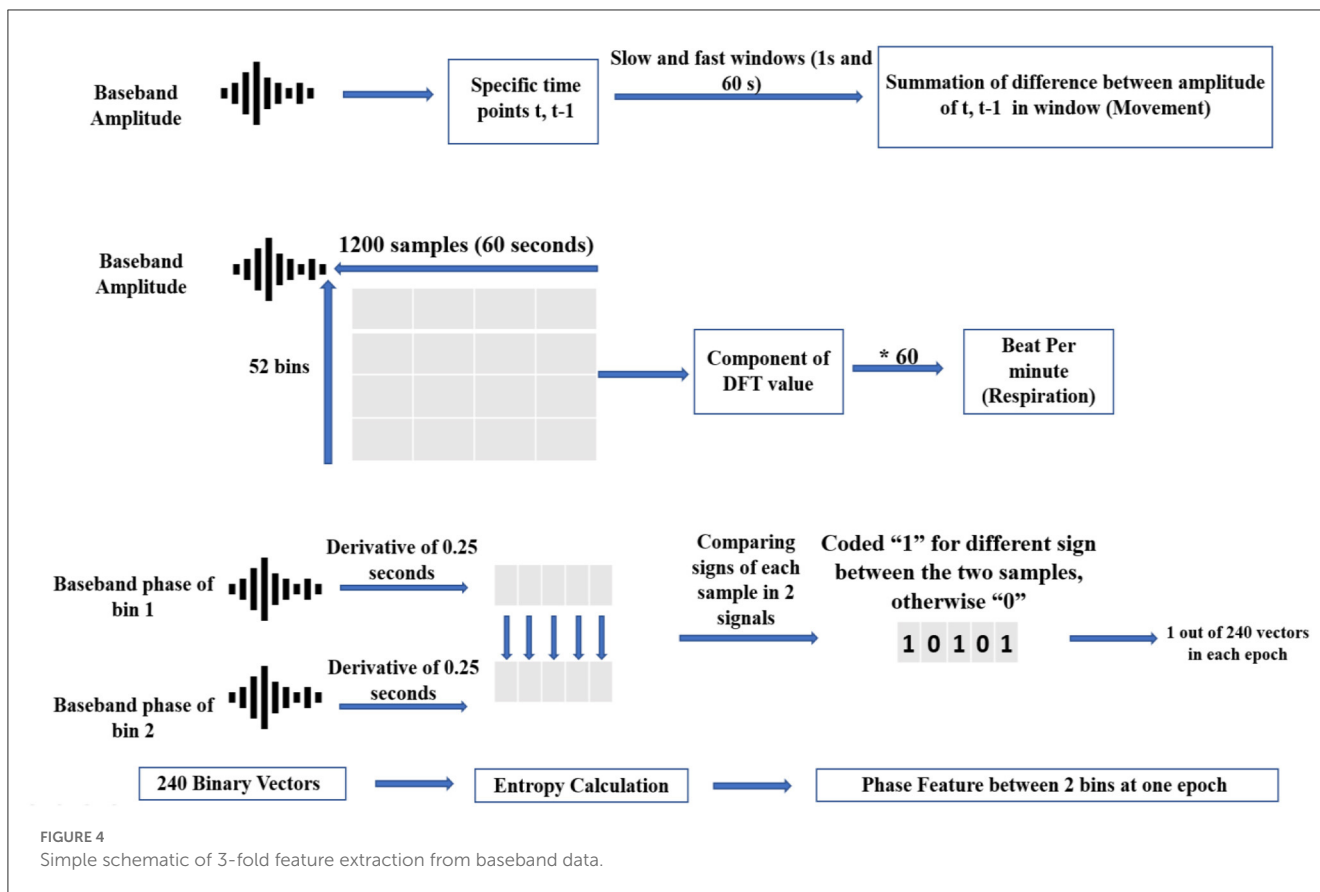 Baseband
Amplitude
Specific time
points t, t-1
Slow and fast windows (1s and
60 s)
Summation of difference between amplitude
of t, t-1 in window (Movement)
Baseband
Amplitude
1200 samples (60 seconds)
52 bins
Component of
DFT value
* 60
Beat Per
minute
(Respiration)
Baseband phase of
bin 1
Derivative of 0.25
seconds
Baseband phase of
bin 2
Derivative of 0.25
seconds
Comparing
signs of each
sample in 2
signals
Coded “1” for different sign
between the two samples,
otherwise “0”
1 0 1 0 1
1 out of 240 vectors
in each epoch
240 Binary Vectors
Entropy Calculation
Phase Feature between 2 bins at one epoch
FIGURE 4
Simple schematic of 3-fold feature extraction from baseband data.